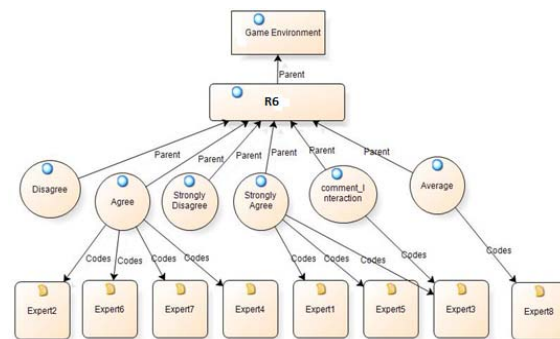 Game Environment
Parent
R6
Parent
Parent
Parent
Parent
Parent
Parent
Disagree
Agree
Strongly
Disagree
Strongly
Agree
comment_I
nteraction
Average
Codes
Codes
Codes
Codes
Codes
Codes
Codes
Codes
Codes
Expert2
Expert6
Expert7
Expert4
Expert1
Expert5
Expert3
Expert8